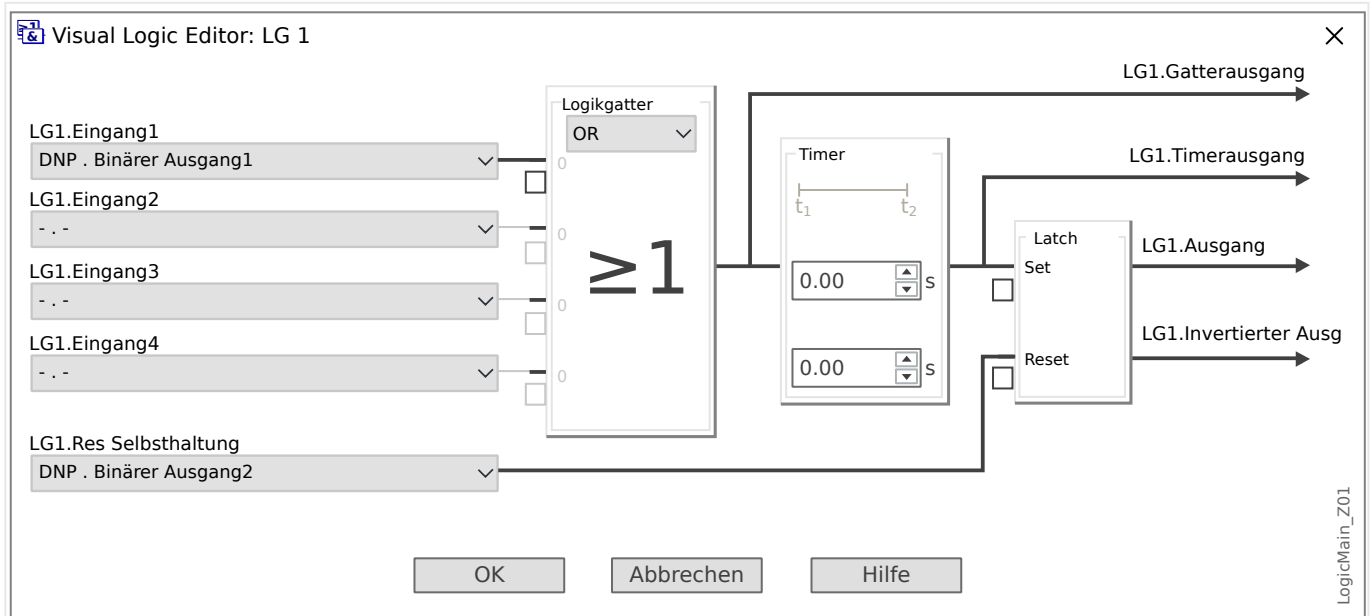 ≥1
&
Visual Logic Editor: LG 1
LG1.Gatterausgang
Logikgatter
OR
LG1.Eingang1
DNP . Binärer Ausgang1
0
Timer
LG1.Timerausgang
LG1.Eingang2
- . -
0
t1 t2
≥1
Latch
LG1.Ausgang
Set
LG1.Eingang3
- . -
0
0.00 s
LG1.Eingang4
- . -
0
0.00 s
Reset
LG1.Invertierter Ausg
LG1.Res Selbsthaltung
DNP . Binärer Ausgang2
OK
Abbrechen
Hilfe
LogicMain_Z01